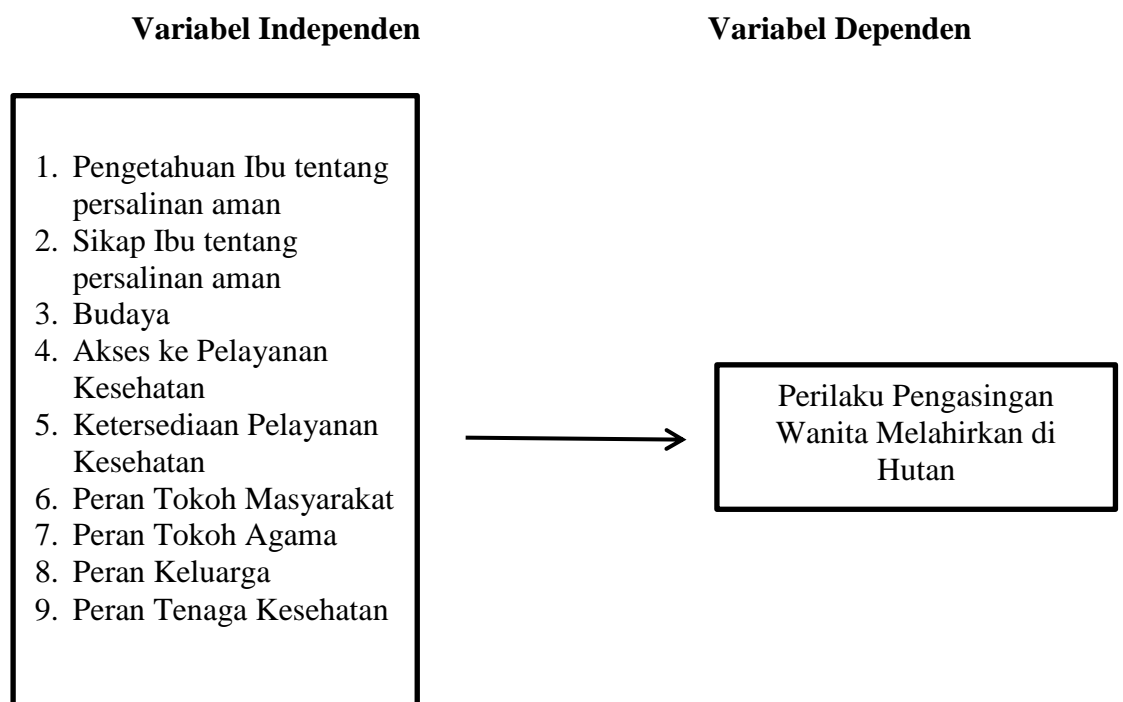 Variabel Independen
Variabel Dependen
1. Pengetahuan Ibu tentang
persalinan aman
2. Sikap Ibu tentang
persalinan aman
3. Budaya
4. Akses ke Pelayanan
Kesehatan
5. Ketersediaan Pelayanan
Kesehatan
6. Peran Tokoh Masyarakat
7. Peran Tokoh Agama
8. Peran Keluarga
9. Peran Tenaga Kesehatan
Perilaku Pengasingan
Wanita Melahirkan di
Hutan